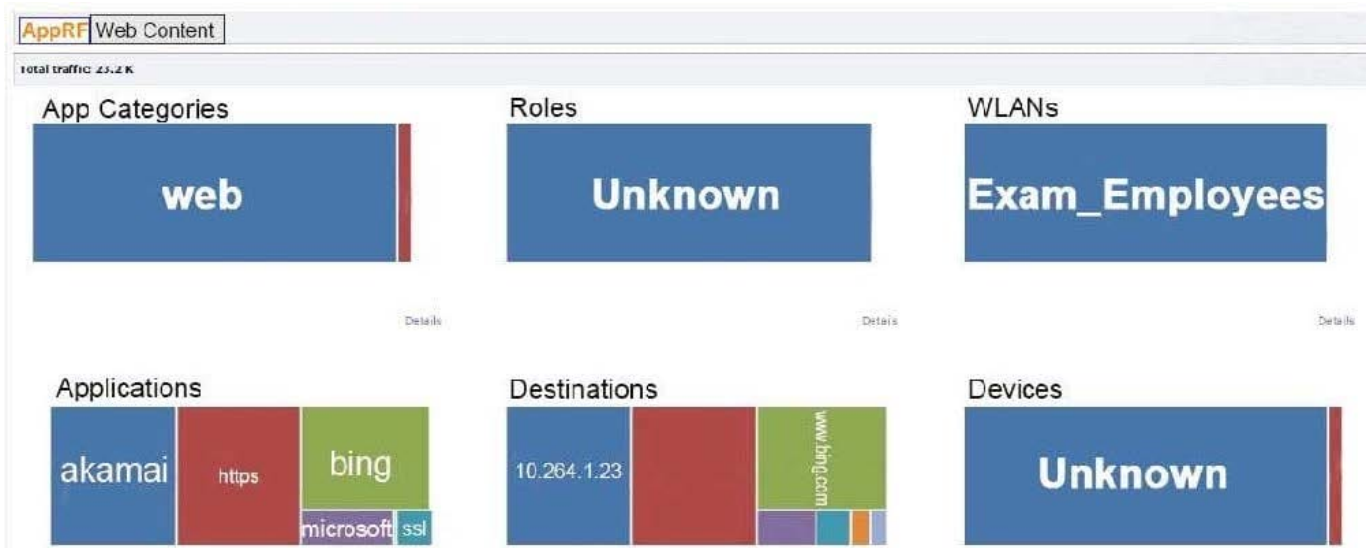 AppRF Web Content
Total traffic: 23.2 K
App Categories
Roles
WLANs
web
Unknown
Exam_Employees
Details
Details
Details
Applications
Destinations
Devices
akamai
https
bing
microsoft
ssl
10.264.1.23
www.bing.com
Unknown